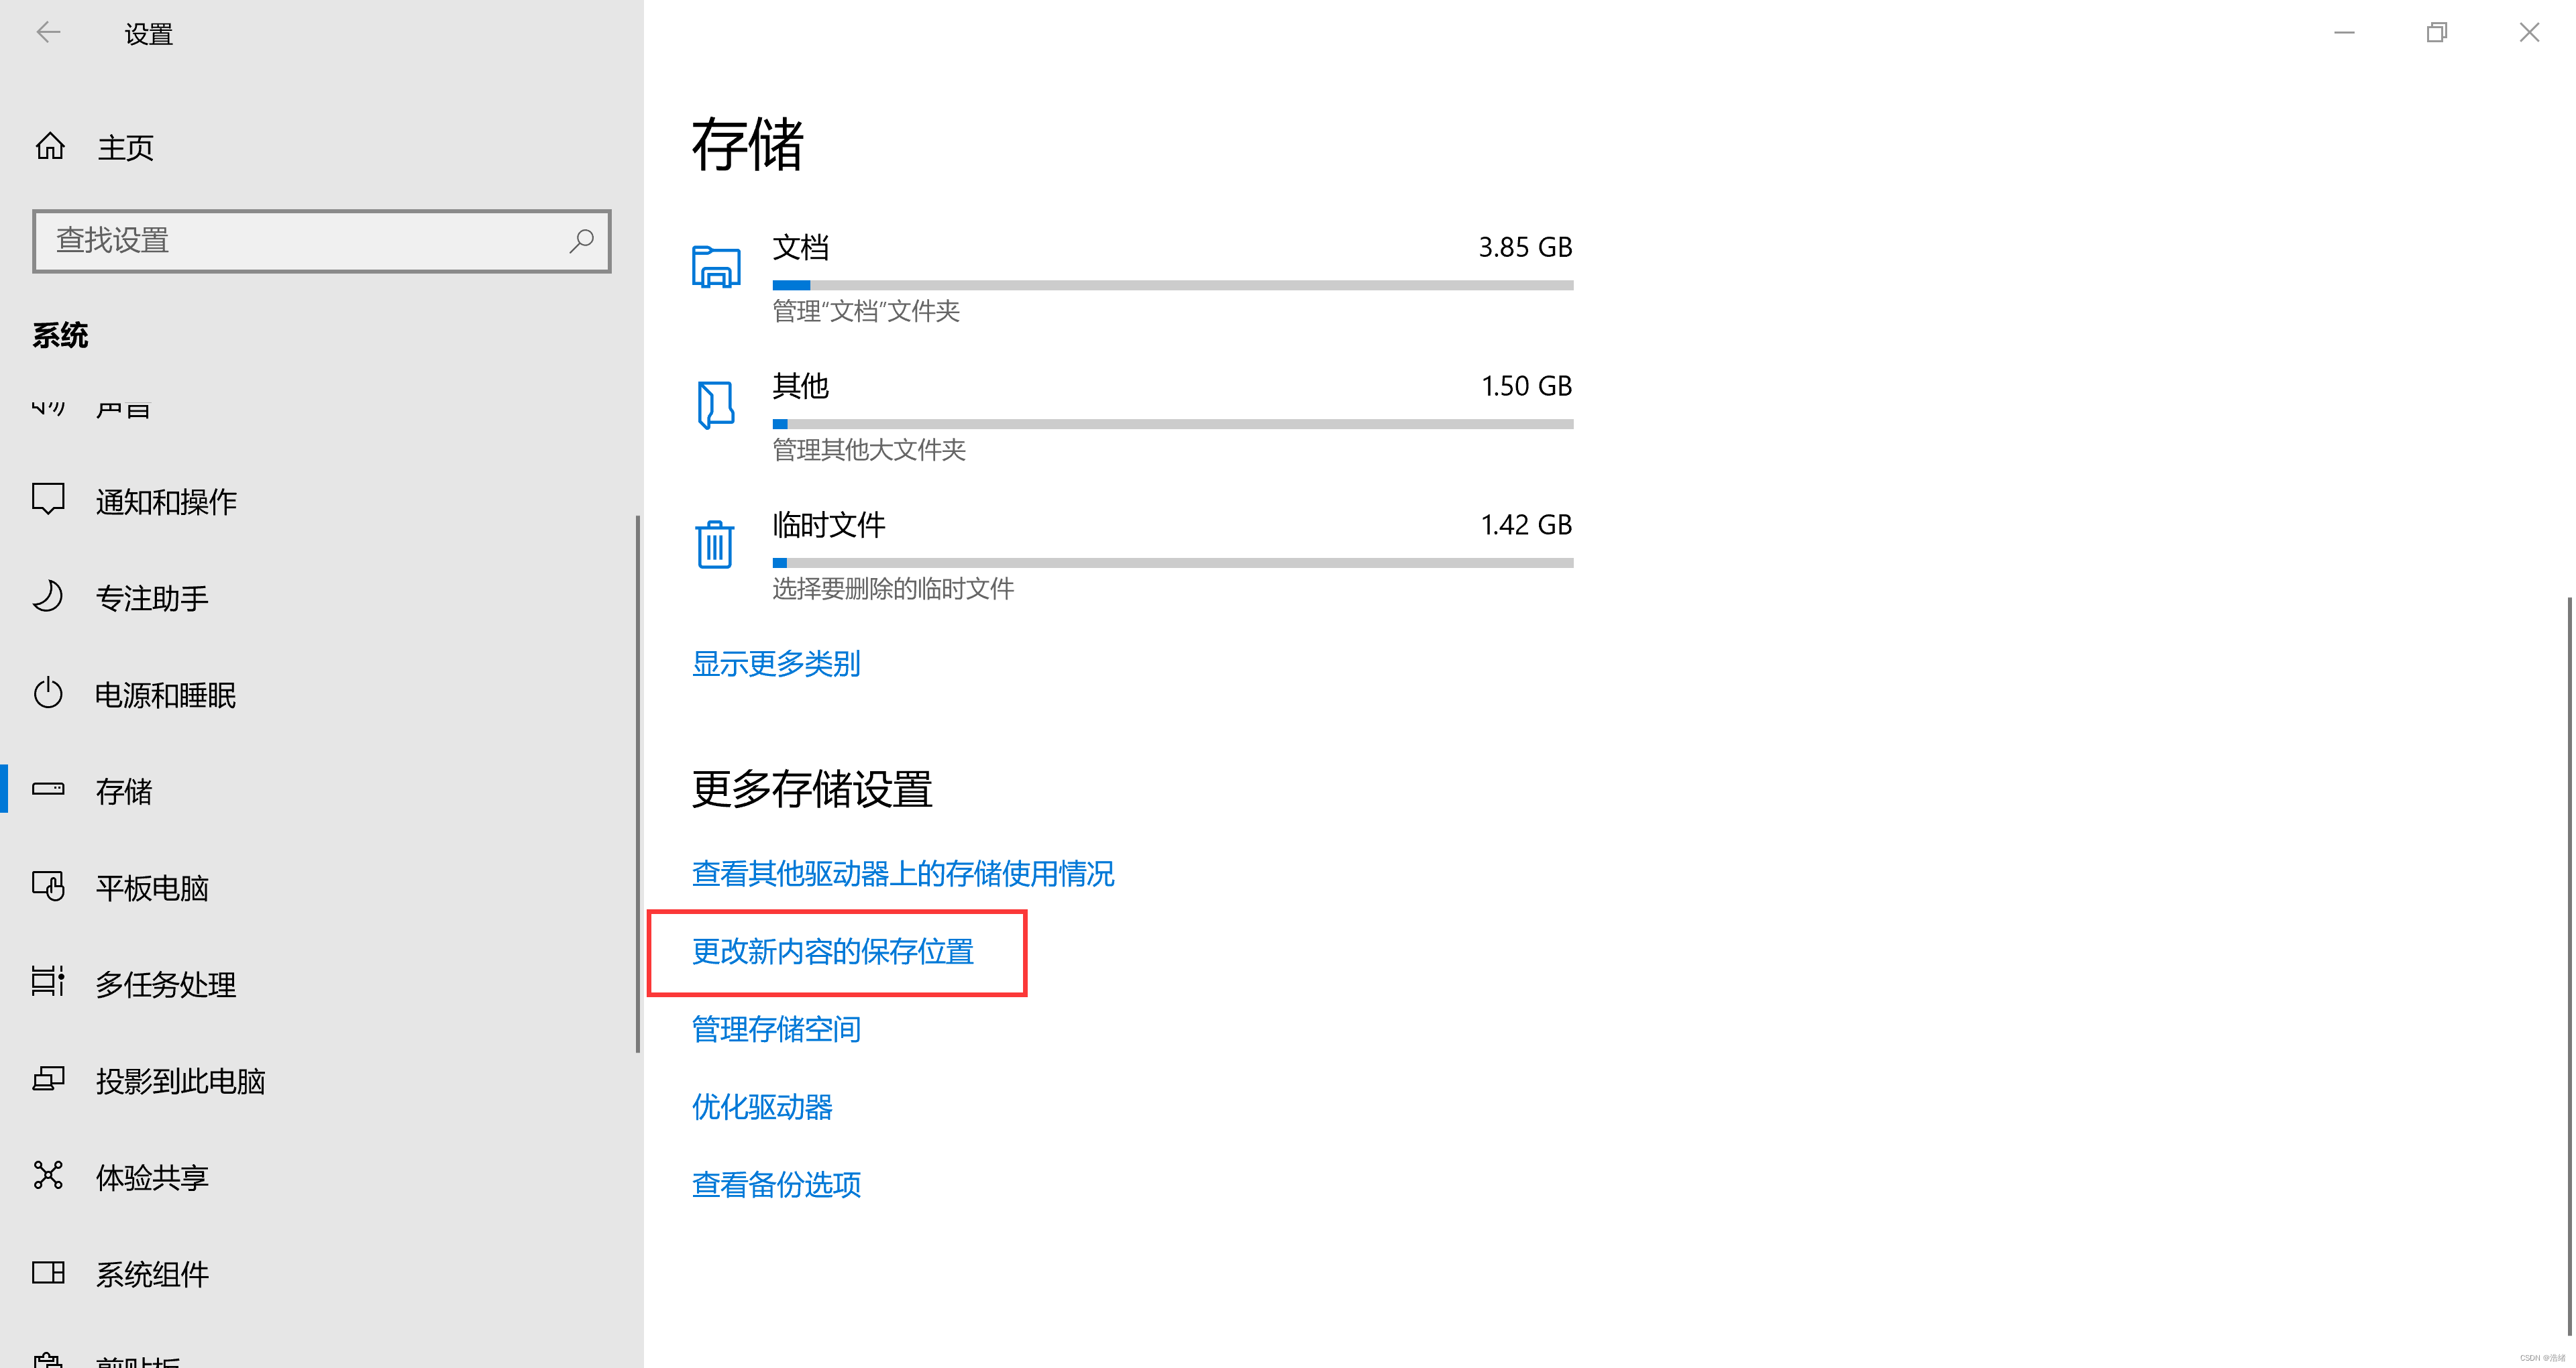 设置
主页
查找设置
系统
声音
通知和操作
专注助手
电源和睡眠
存储
平板电脑
多任务处理
投影到此电脑
体验共享
系统组件
剪贴板
存储
文档
3.85 GB
管理“文档”文件夹
其他
1.50 GB
管理其他大文件夹
临时文件
1.42 GB
选择要删除的临时文件
显示更多类别
更多存储设置
查看其他驱动器上的存储使用情况
更改新内容的保存位置
管理存储空间
优化驱动器
查看备份选项